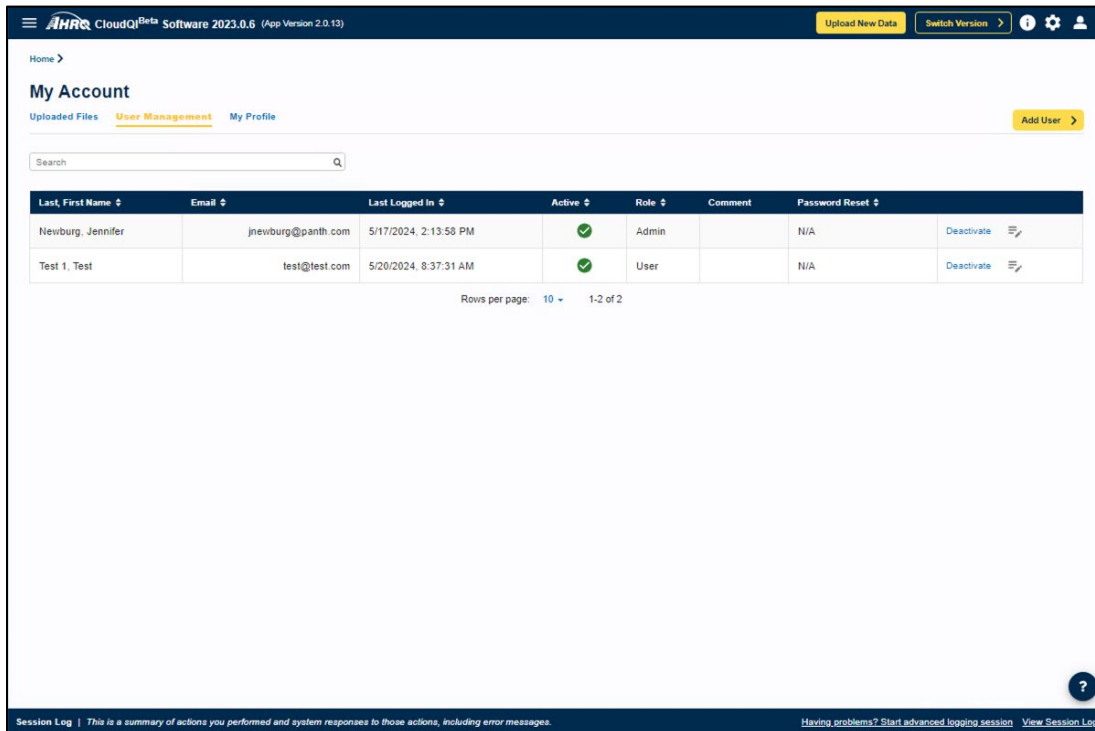 AHRQ CloudQI Beta Software 2023.0.6 (App Version 2.0.13) Upload New Data Switch Version
Home
My Account
Uploaded Files User Management My Profile Add User
Search
Last, First Name Email Last Logged In Active Role Comment Password Reset
Newburg, Jennifer jnewburg@panth.com 5/17/2024, 2:13:58 PM Admin N/A Deactivate
Test 1, Test test@test.com 5/20/2024, 8:37:31 AM User N/A Deactivate
Rows per page: 10 1-2 of 2
?
Session Log | This is a summary of actions you performed and system responses to those actions, including error messages. Having problems? Start advanced logging session View Session Log